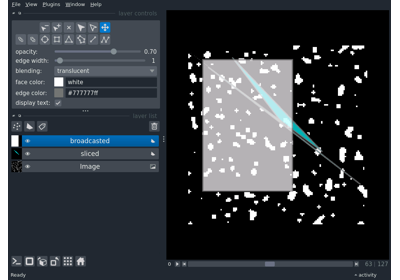 File View Plugins Window Help
layer controls
opacity: 0.70
edge width: 1
blending: translucent
face color: white
edge color: #777777ff
display text:
layer list
broadcasted
sliced
Image
63 127
Ready activity